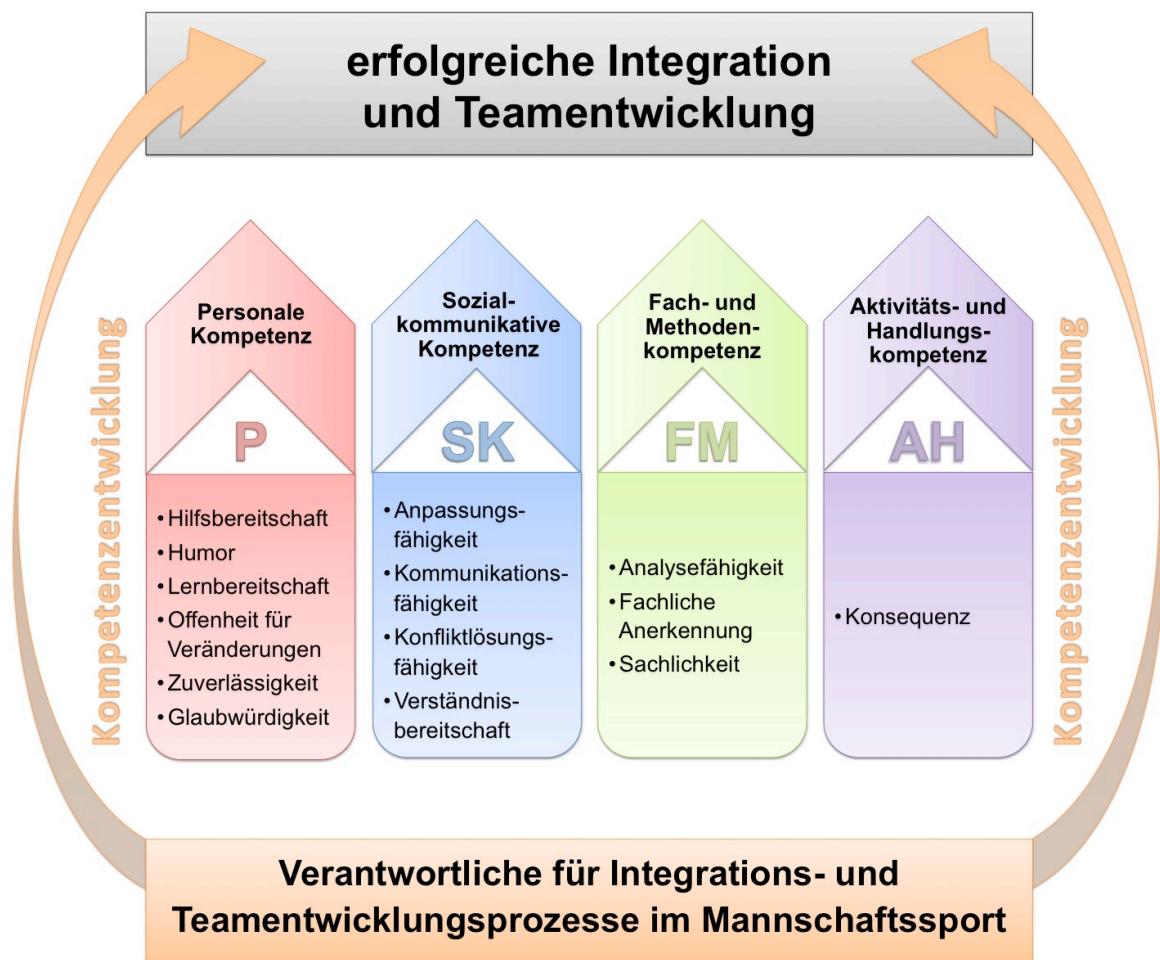 erfolgreiche Integration
und Teamentwicklung
Kompetenzentwicklung
Personale
Kompetenz
P
• Hilfsbereitschaft
• Humor
• Lernbereitschaft
• Offenheit für
Veränderungen
• Zuverlässigkeit
• Glaubwürdigkeit
Sozial-
kommunikative
Kompetenz
SK
• Anpassungs-
fähigkeit
• Kommunikations-
fähigkeit
• Konfliktlösungs-
fähigkeit
• Verständnis-
bereitschaft
Fach- und
Methoden-
kompetenz
FM
• Analysefähigkeit
• Fachliche
Anerkennung
• Sachlichkeit
Aktivitäts- und
Handlungs-
kompetenz
AH
• Konsequenz
Kompetenzentwicklung
Verantwortliche für Integrations- und
Teamentwicklungsprozesse im Mannschaftssport